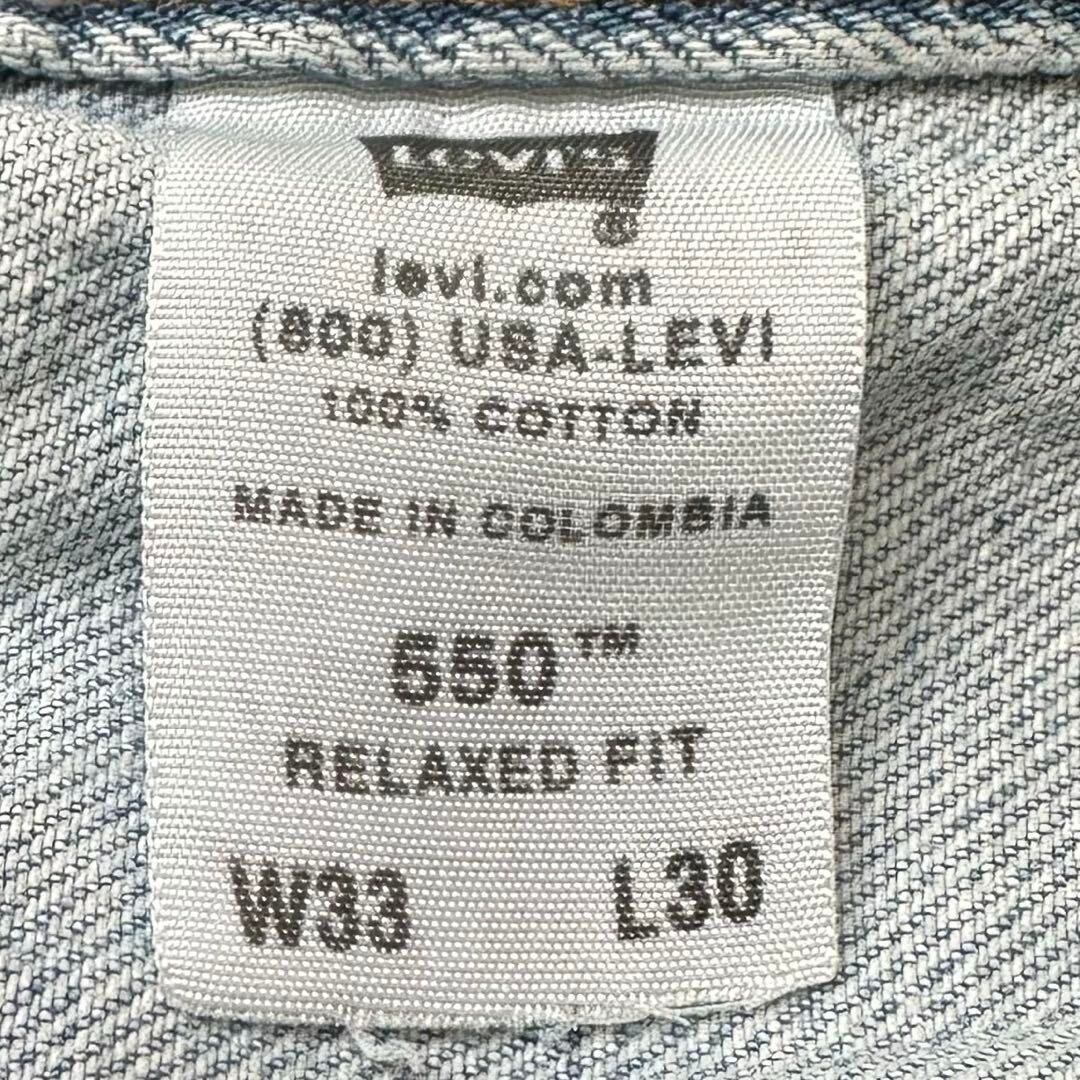 Levi's
®
levi.com
(800) USA-LEVI
100% COTTON
MADE IN COLOMBIA
550™
RELAXED FIT
W33 L30